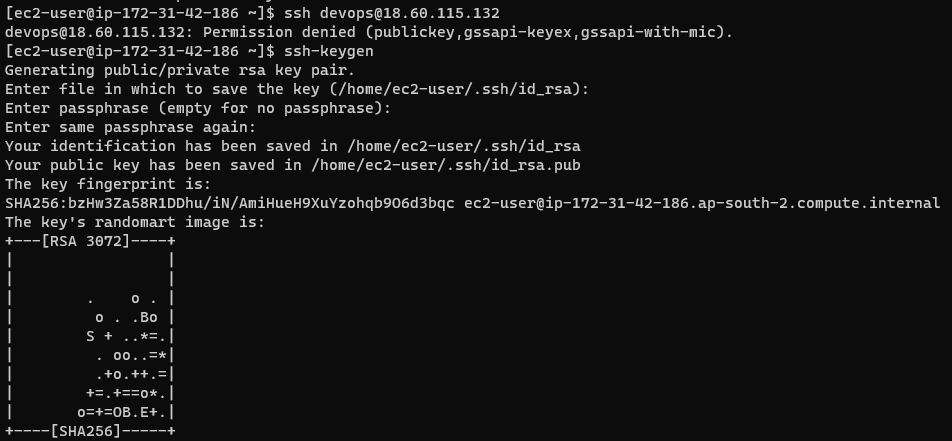 [ec2-user@ip-172-31-42-186 ~]$ ssh devops@18.60.115.132
devops@18.60.115.132: Permission denied (publickey,gssapi-keyex,gssapi-with-mic).
[ec2-user@ip-172-31-42-186 ~]$ ssh-keygen
Generating public/private rsa key pair.
Enter file in which to save the key (/home/ec2-user/.ssh/id_rsa):
Enter passphrase (empty for no passphrase):
Enter same passphrase again:
Your identification has been saved in /home/ec2-user/.ssh/id_rsa
Your public key has been saved in /home/ec2-user/.ssh/id_rsa.pub
The key fingerprint is:
SHA256:bzHw3Za58R1DDhu/iN/AmiHueH9XuYzohqb9O6d3bqc ec2-user@ip-172-31-42-186.ap-south-2.compute.internal
The key's randomart image is:
+---[RSA 3072]----+
|                 |
|                 |
|        .    o . |
|         o . .Bo |
|        S + ..*=.|
|         . oo..=*|
|         .+o.++.=|
|        +=.+==o*.|
|       o=+=OB.E+.|
+----[SHA256]-----+